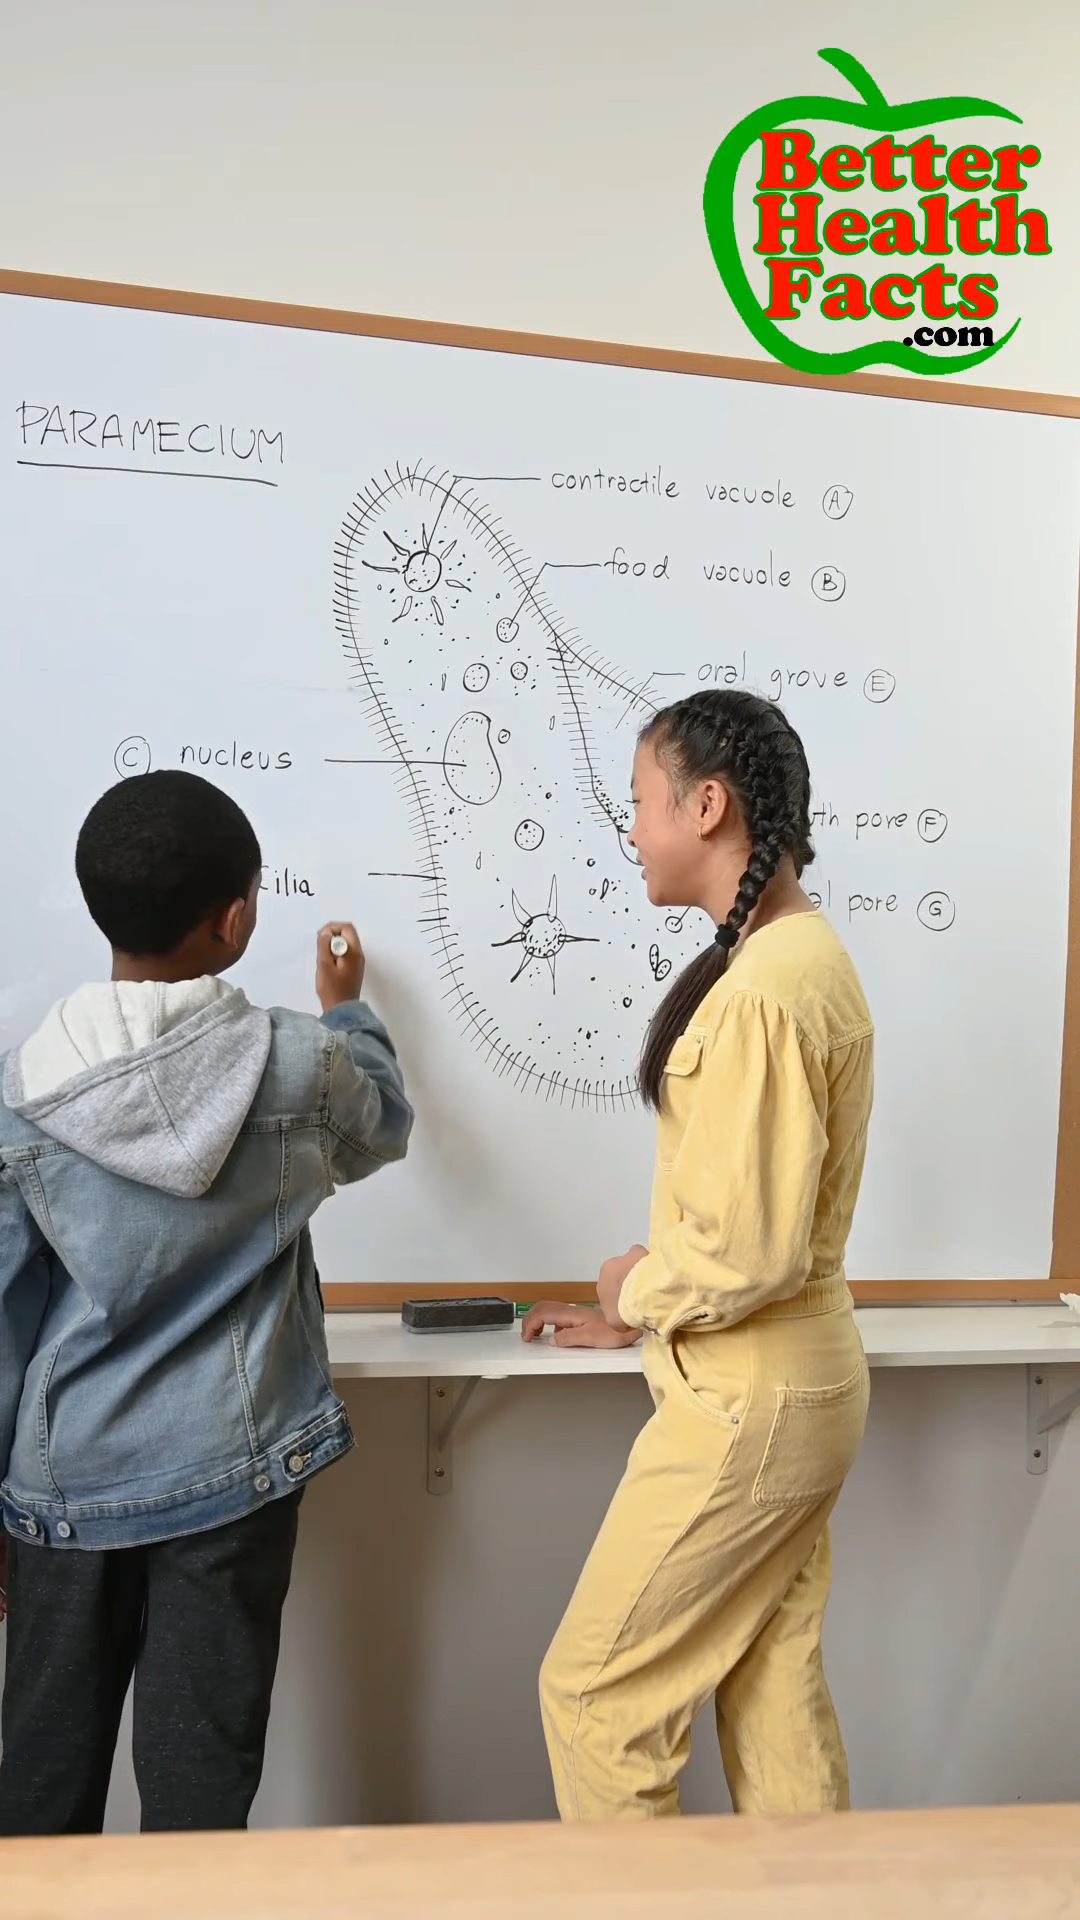 Better
Health
Facts
.com
PARAMECIUM
contractile vacuole A
food vacuole B
oral grove E
C nucleus
pore F
pore G